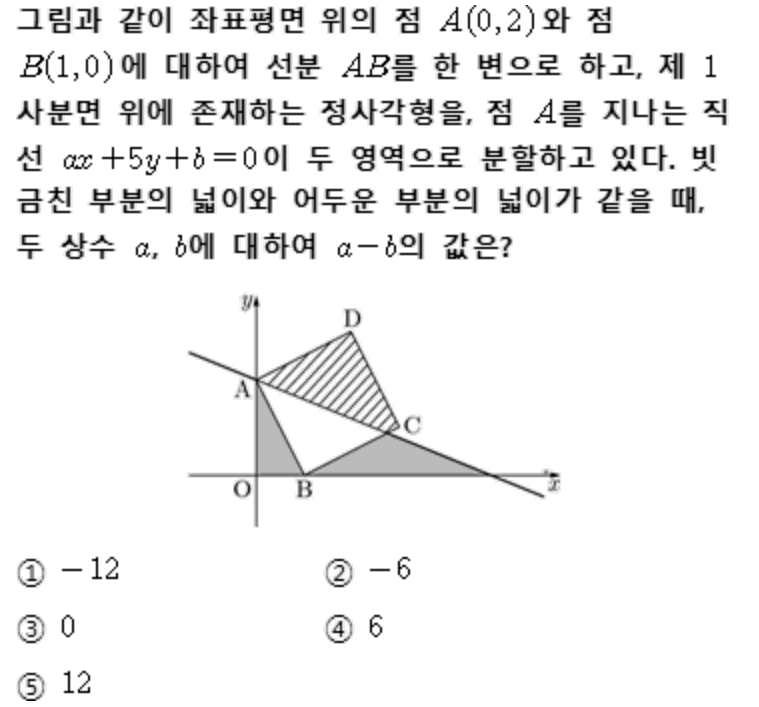 그림과 같이 좌표평면 위의 점 A(0,2)와 점
B(1,0)에 대하여 선분 AB를 한 변으로 하고, 제 1
사분면 위에 존재하는 정사각형을, 점 A를 지나는 직
선 ax+5y+b=0이 두 영역으로 분할하고 있다. 빗
금친 부분의 넓이와 어두운 부분의 넓이가 같을 때,
두 상수 a, b에 대하여 a-b의 값은?
y
D
A
C
O
B
x
① -12
② -6
③ 0
④ 6
⑤ 12